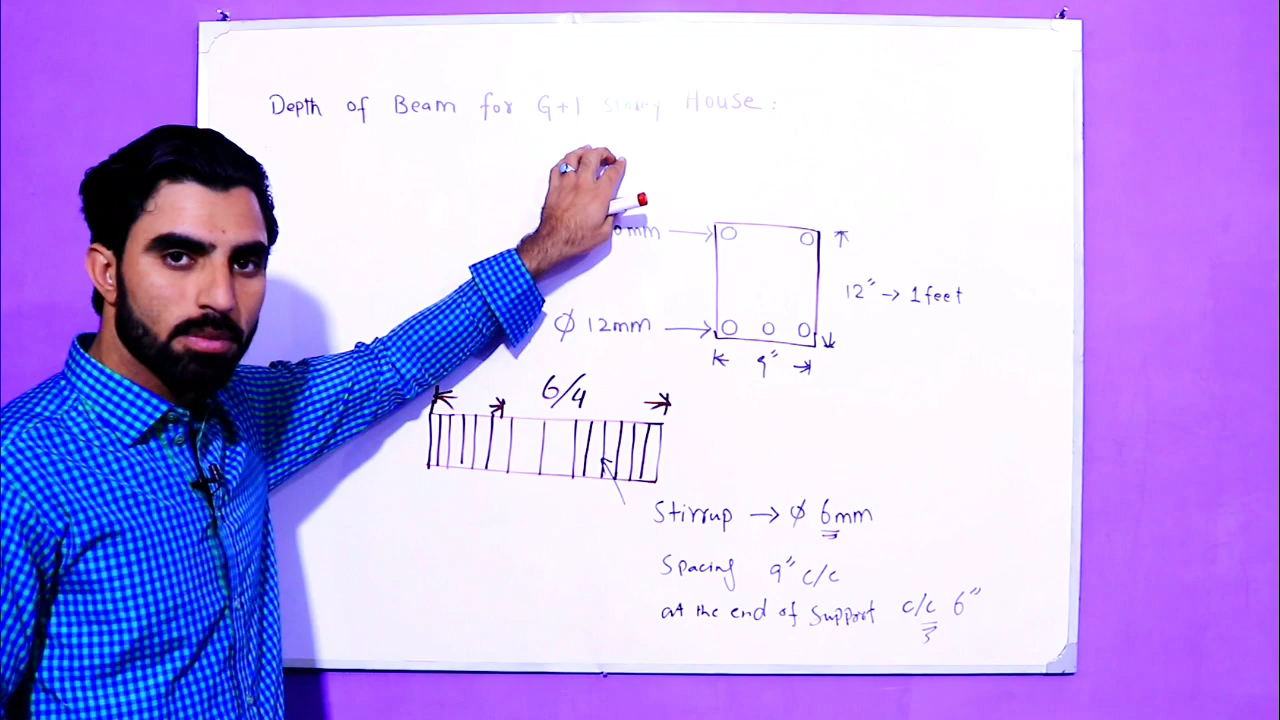 Depth of Beam for G+1 Storey House:
0mm
12" → 1 feet
ϕ 12mm
9"
6/4
Stirrup → ϕ 6mm
Spacing 9" c/c
at the end of support c/c 6"